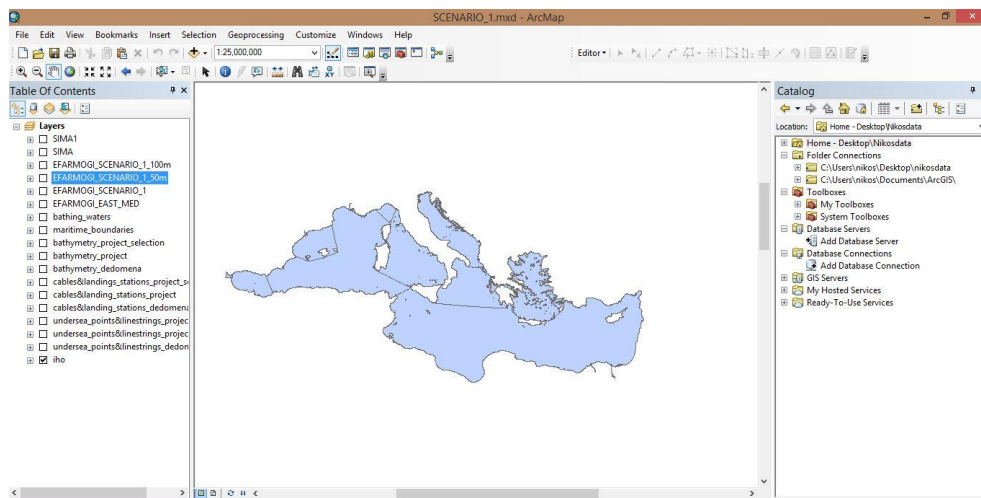 SCENARIO_1.mxd - ArcMap
File Edit View Bookmarks Insert Selection Geoprocessing Customize Windows Help
1:25,000,000
Editor
Table Of Contents
Layers
SIMA1
SIMA
EFARMOGI_SCENARIO_1_100m
EFARMOGI_SCENARIO_1_50m
EFARMOGI_SCENARIO_1
EFARMOGI_EAST_MED
bathing_waters
maritime_boundaries
bathymetry_project_selection
bathymetry_project
bathymetry_dedomena
cables&landings_stations_project_s
cables&landing_stations_project
cables&landing_stations_dedomena
undersea_points&linestrings_projec
undersea_points&linestrings_projec
undersea_points&linestrings_dedon
iho
Catalog
Location: Home - Desktop\Nikosdata
Home - Desktop\Nikosdata
Folder Connections
C:\Users\nikos\Desktop\nikosdata
C:\Users\nikos\Documents\ArcGIS\
Toolboxes
My Toolboxes
System Toolboxes
Database Servers
Add Database Server
Database Connections
Add Database Connection
GIS Servers
My Hosted Services
Ready-To-Use Services